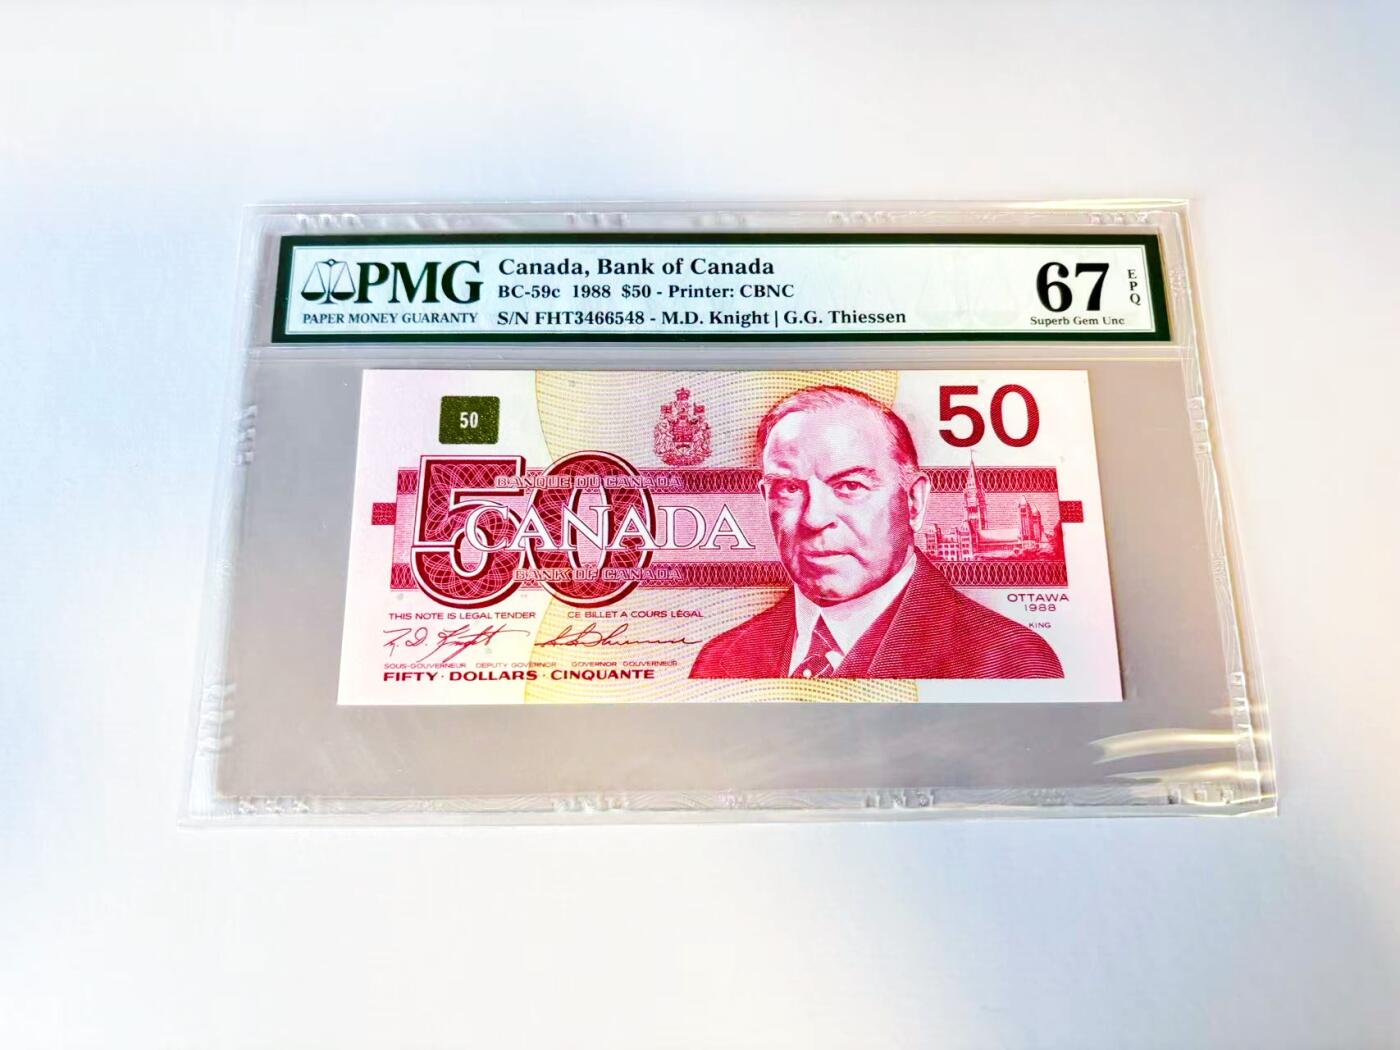 PMG
PAPER MONEY GUARANTY
Canada, Bank of Canada
BC-59c 1988 $50 - Printer: CBNC
S/N FHT3466548 - M.D. Knight | G.G. Thiessen
67
EPQ
Superb Gem Unc
50
50
50
BANQUE DU CANADA
CANADA
BANK OF CANADA
OTTAWA
1988
KING
THIS NOTE IS LEGAL TENDER CE BILLET A COURS LÉGAL
SOUS-GOUVERNEUR DEPUTY GOVERNOR GOVERNOR GOUVERNEUR
FIFTY · DOLLARS · CINQUANTE